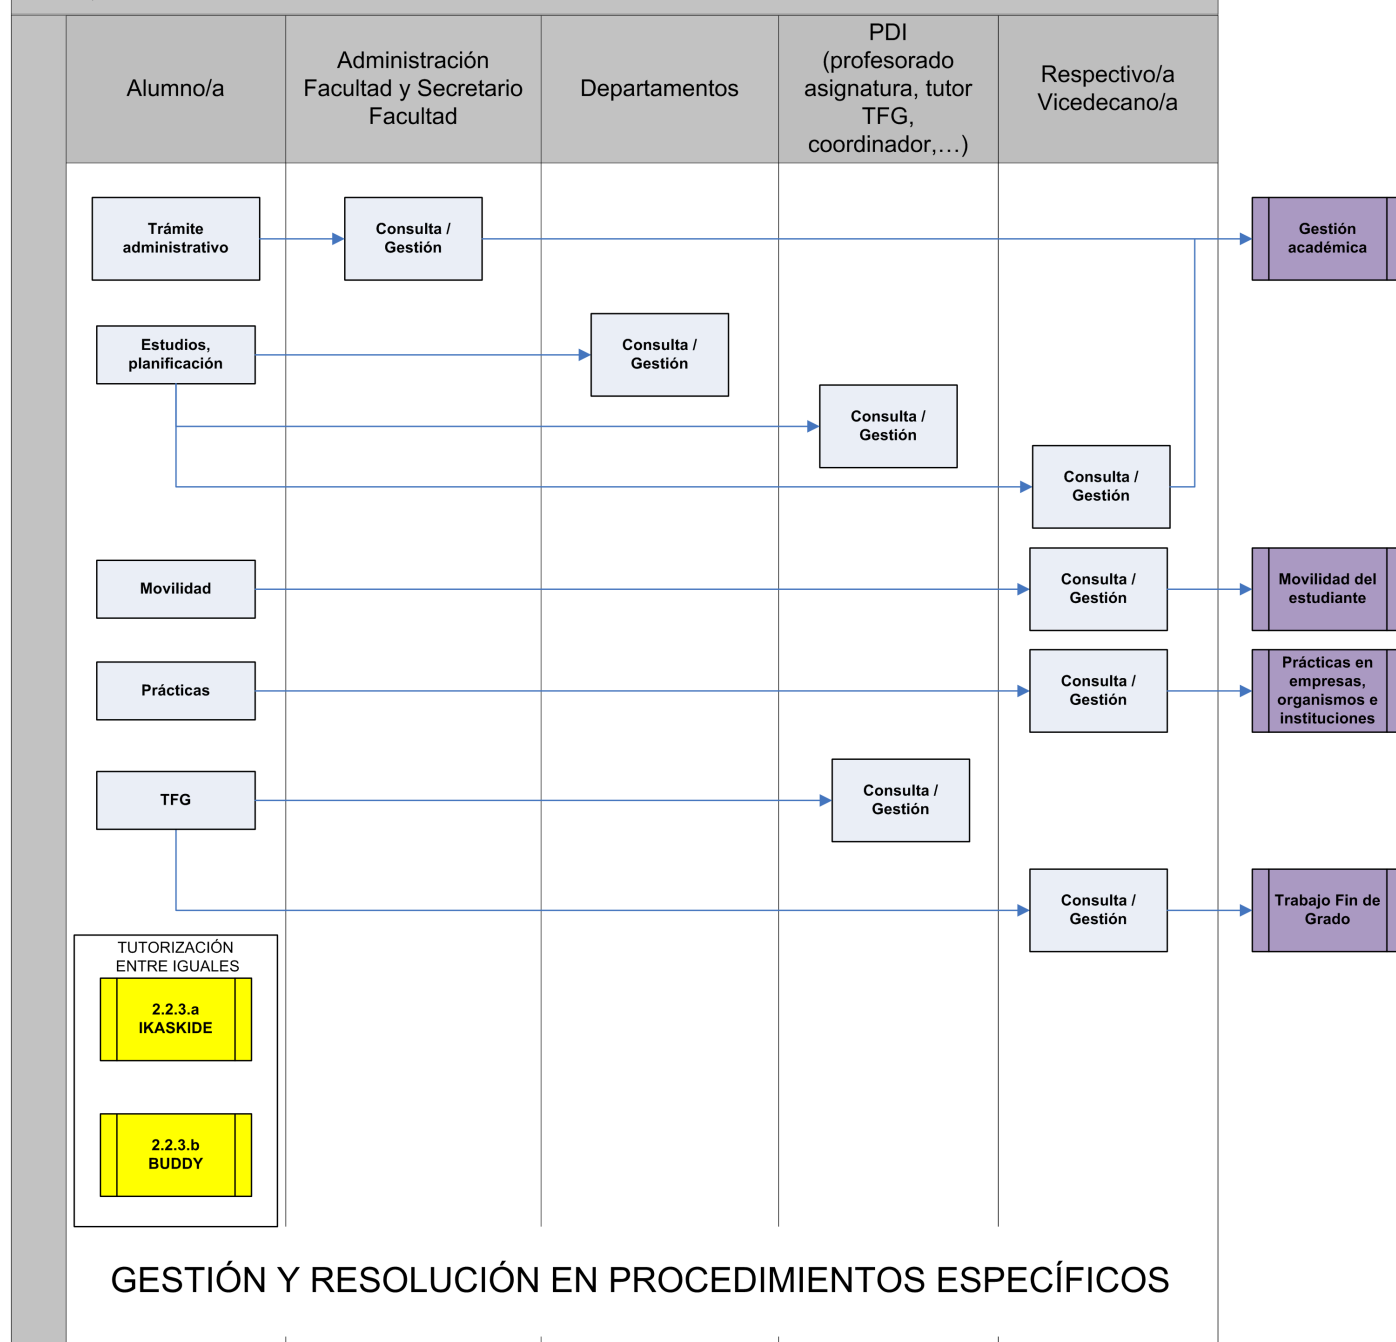 Alumno/a
Administración
Facultad y Secretario
Facultad
Departamentos
PDI
(profesorado
asignatura, tutor
TFG,
coordinador,…)
Respectivo/a
Vicedecano/a
Trámite
administrativo
Consulta /
Gestión
Gestión
académica
Estudios,
planificación
Consulta /
Gestión
Consulta /
Gestión
Consulta /
Gestión
Movilidad
Consulta /
Gestión
Movilidad del
estudiante
Prácticas
Consulta /
Gestión
Prácticas en
empresas,
organismos e
instituciones
TFG
Consulta /
Gestión
Consulta /
Gestión
Trabajo Fin de
Grado
TUTORIZACIÓN
ENTRE IGUALES
2.2.3.a
IKASKIDE
2.2.3.b
BUDDY
GESTIÓN Y RESOLUCIÓN EN PROCEDIMIENTOS ESPECÍFICOS